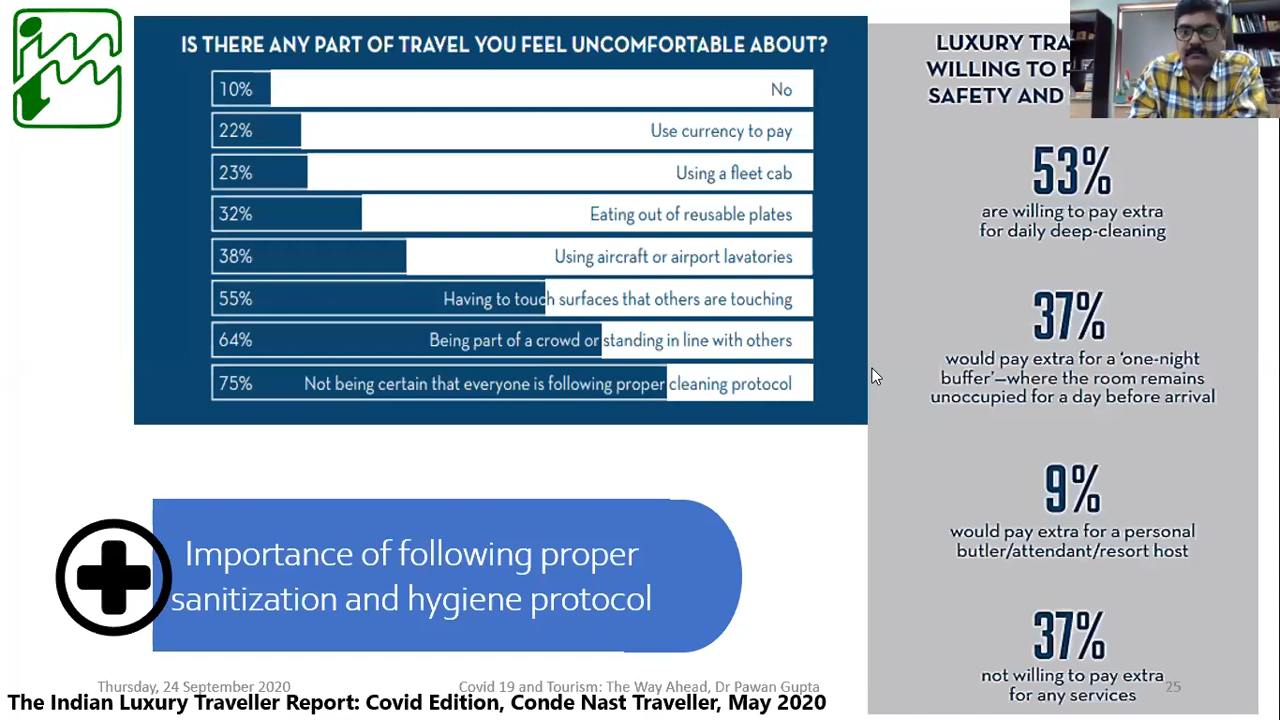 IS THERE ANY PART OF TRAVEL YOU FEEL UNCOMFORTABLE ABOUT?
10% No
22% Use currency to pay
23% Using a fleet cab
32% Eating out of reusable plates
38% Using aircraft or airport lavatories
55% Having to touch surfaces that others are touching
64% Being part of a crowd or standing in line with others
75% Not being certain that everyone is following proper cleaning protocol
LUXURY
WILLING TO
SAFETY AND
53%
are willing to pay extra
for daily deep-cleaning
37%
would pay extra for a ‘one-night
buffer’—where the room remains
unoccupied for a day before arrival
9%
would pay extra for a personal
butler/attendant/resort host
37%
not willing to pay extra
for any services
Importance of following proper
sanitization and hygiene protocol
Thursday, 24 September 2020
Covid 19 and Tourism: The Way Ahead, Dr Pawan Gupta
25
The Indian Luxury Traveller Report: Covid Edition, Conde Nast Traveller, May 2020